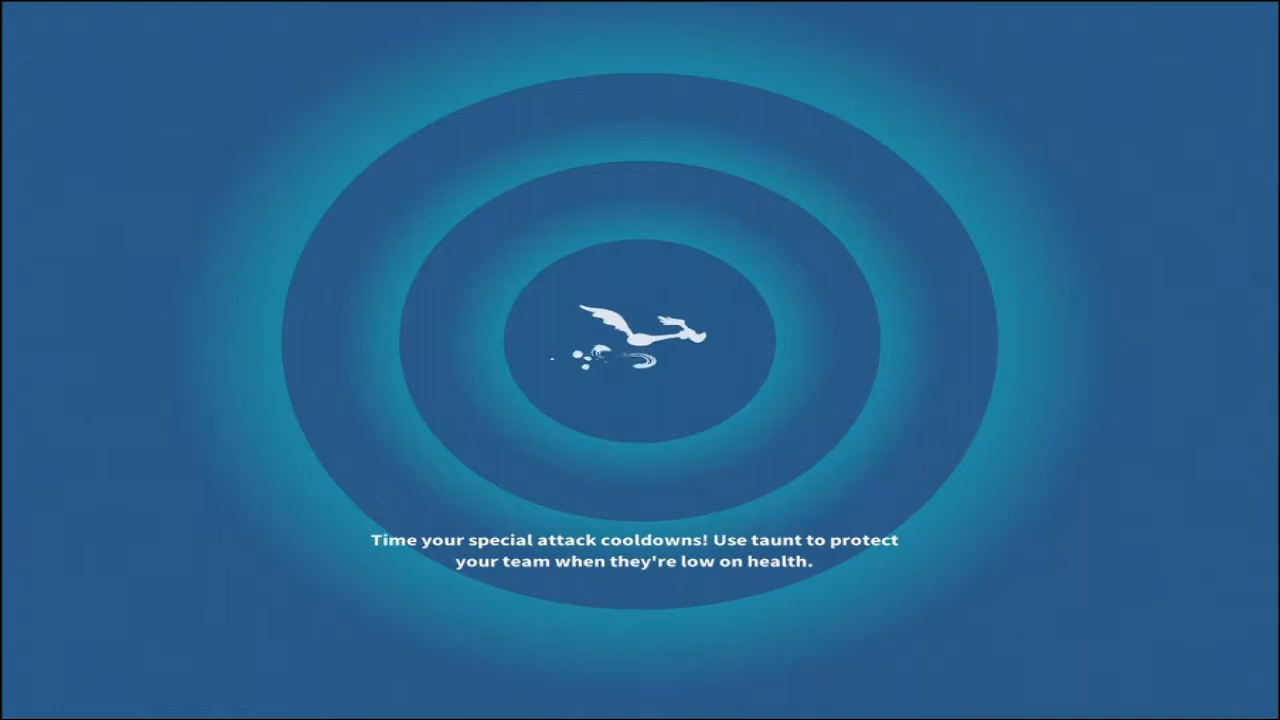 Time your special attack cooldowns! Use taunt to protect
your team when they're low on health.